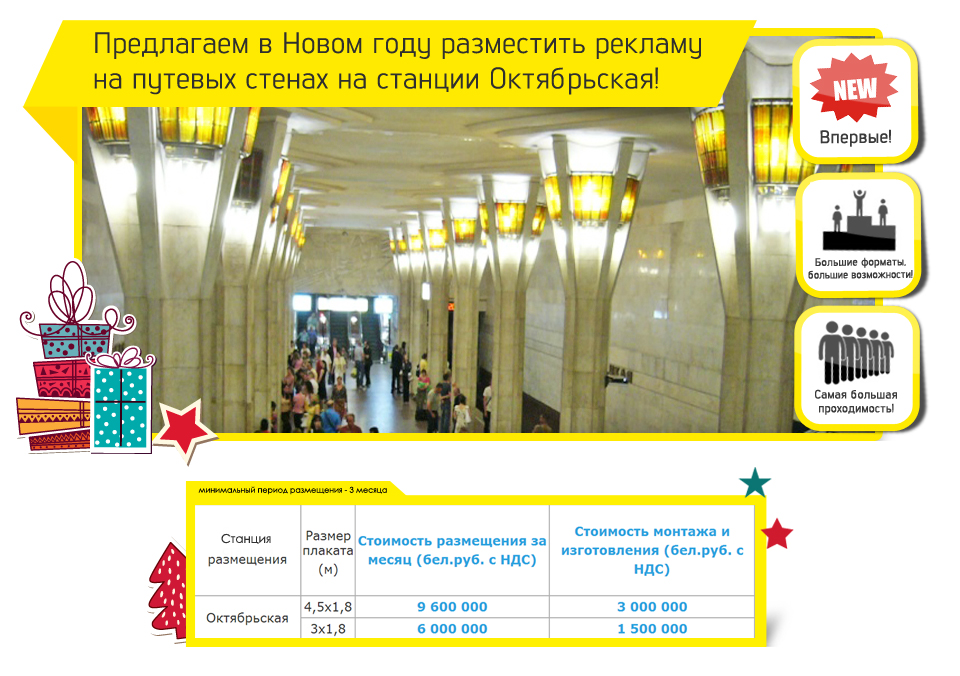 Предлагаем в Новом году разместить рекламу
на путевых стенах на станции Октябрьская!
NEW
Впервые!
Большие форматы,
большие возможности!
Самая большая
проходимость!
минимальный период размещения - 3 месяца
Станция
размещения
Размер
плаката
(м)
Стоимость размещения за
месяц (бел.руб. с НДС)
Стоимость монтажа и
изготовления (бел.руб. с
НДС)
Октябрьская
4,5х1,8
9 600 000
3 000 000
3х1,8
6 000 000
1 500 000